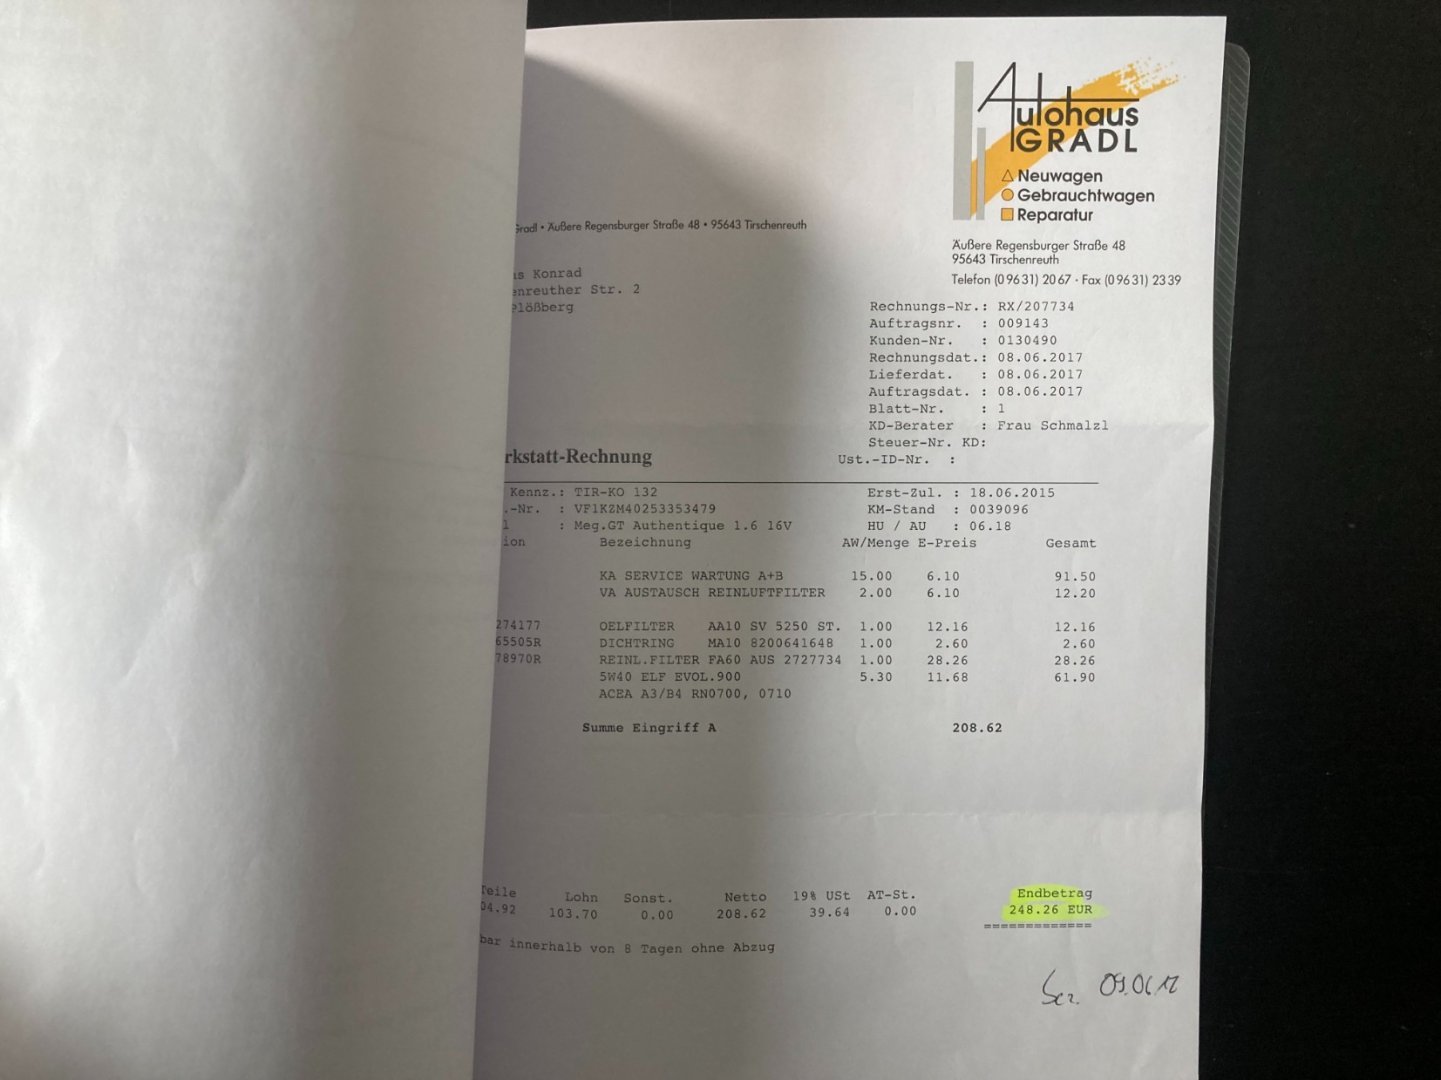 Autohaus
GRADL
Neuwagen
Gebrauchtwagen
Reparatur
Gradl • Äußere Regensburger Straße 48 • 95643 Tirschenreuth
Äußere Regensburger Straße 48
95643 Tirschenreuth
Telefon (0 96 31) 20 67 · Fax (0 96 31) 23 39
as Konrad
enreuther Str. 2
Plößberg
Rechnungs-Nr.: RX/207734
Auftragsnr. : 009143
Kunden-Nr. : 0130490
Rechnungsdat.: 08.06.2017
Lieferdat. : 08.06.2017
Auftragsdat. : 08.06.2017
Blatt-Nr. : 1
KD-Berater : Frau Schmalzl
Steuer-Nr. KD:
Ust.-ID-Nr. :
rkstatt-Rechnung
Kennz.: TIR-KO 132 Erst-Zul. : 18.06.2015
.-Nr. : VF1KZM40253353479 KM-Stand : 0039096
l : Meg.GT Authentique 1.6 16V HU / AU : 06.18
ion Bezeichnung AW/Menge E-Preis Gesamt
KA SERVICE WARTUNG A+B 15.00 6.10 91.50
VA AUSTAUSCH REINLUFTFILTER 2.00 6.10 12.20
274177 OELFILTER AA10 SV 5250 ST. 1.00 12.16 12.16
65505R DICHTRING MA10 8200641648 1.00 2.60 2.60
78970R REINL.FILTER FA60 AUS 2727734 1.00 28.26 28.26
5W40 ELF EVOL.900 5.30 11.68 61.90
ACEA A3/B4 RN0700, 0710
Summe Eingriff A 208.62
Teile Lohn Sonst. Netto 19% USt AT-St. Endbetrag
04.92 103.70 0.00 208.62 39.64 0.00 248.26 EUR
=============
bar innerhalb von 8 Tagen ohne Abzug
09.06.17